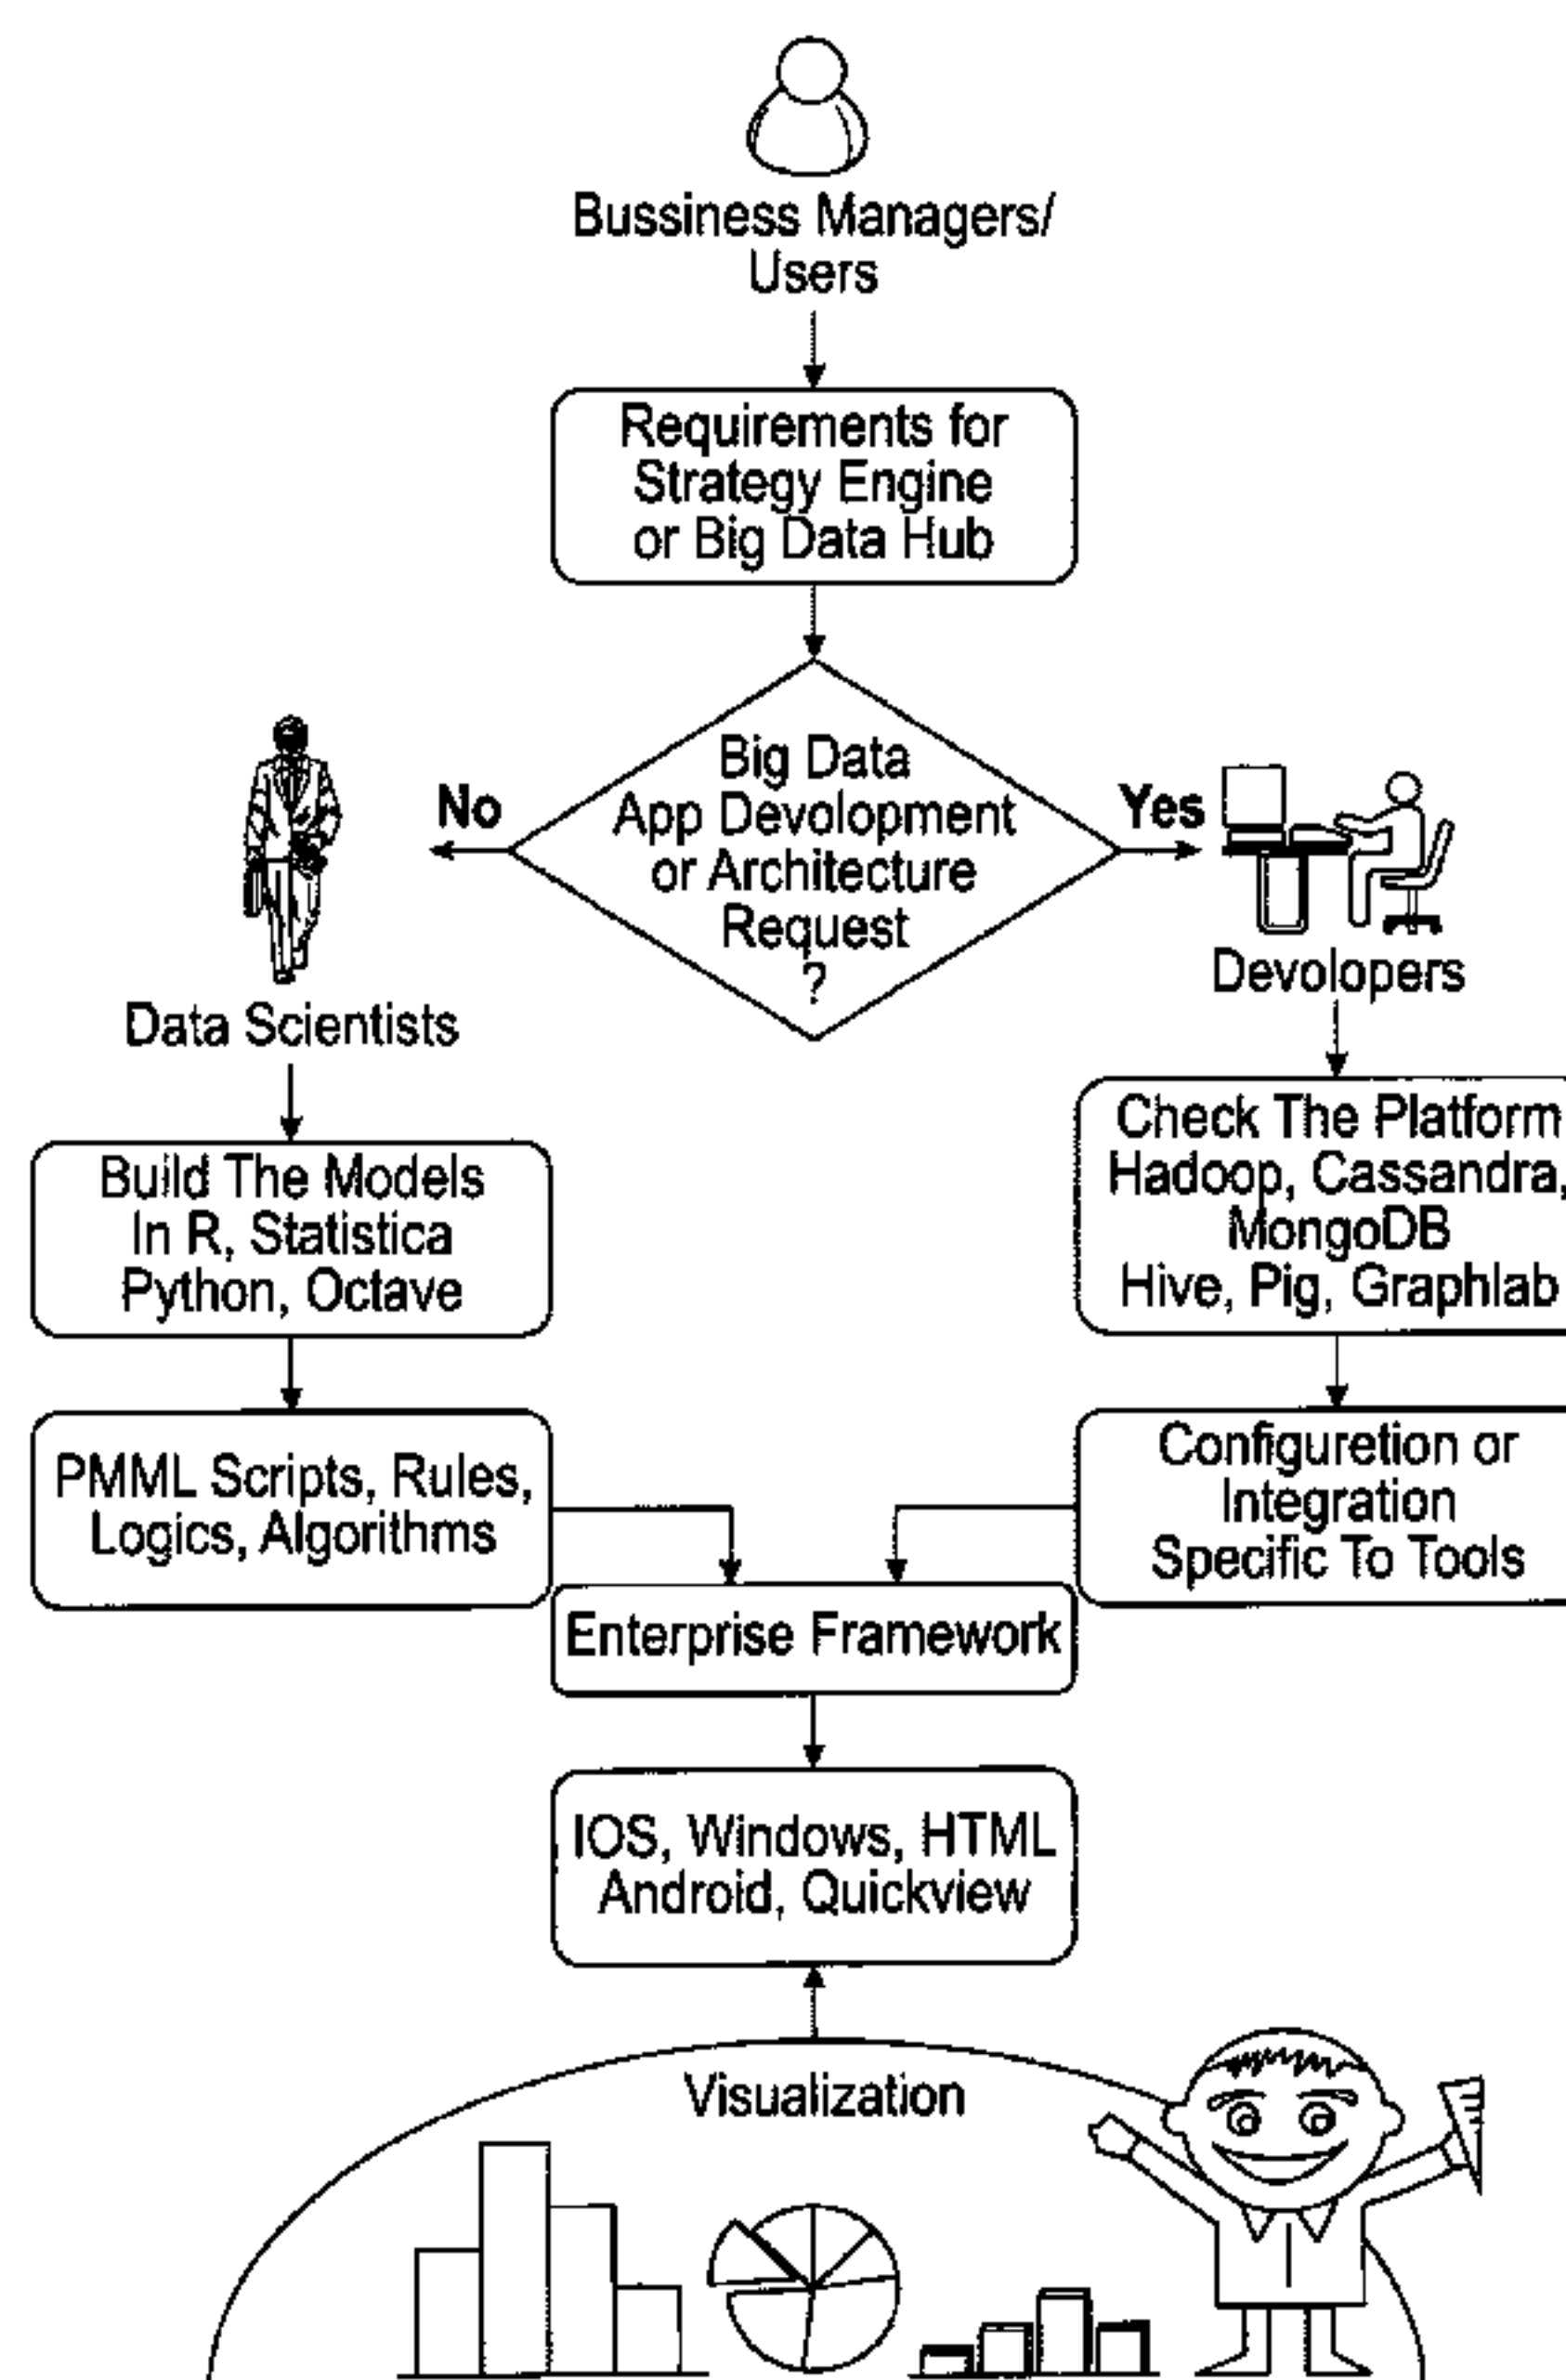 Bussiness Managers/
Users
Requirements for
Strategy Engine
or Big Data Hub
Big Data
App Devolopment
or Architecture
Request
?
No
Yes
Data Scientists
Devolopers
Build The Models
In R, Statistica
Python, Octave
Check The Platform
Hadoop, Cassandra,
MongoDB
Hive, Pig, Graphlab
PMML Scripts, Rules,
Logics, Algorithms
Configuretion or
Integration
Specific To Tools
Enterprise Framework
IOS, Windows, HTML
Android, Quickview
Visualization